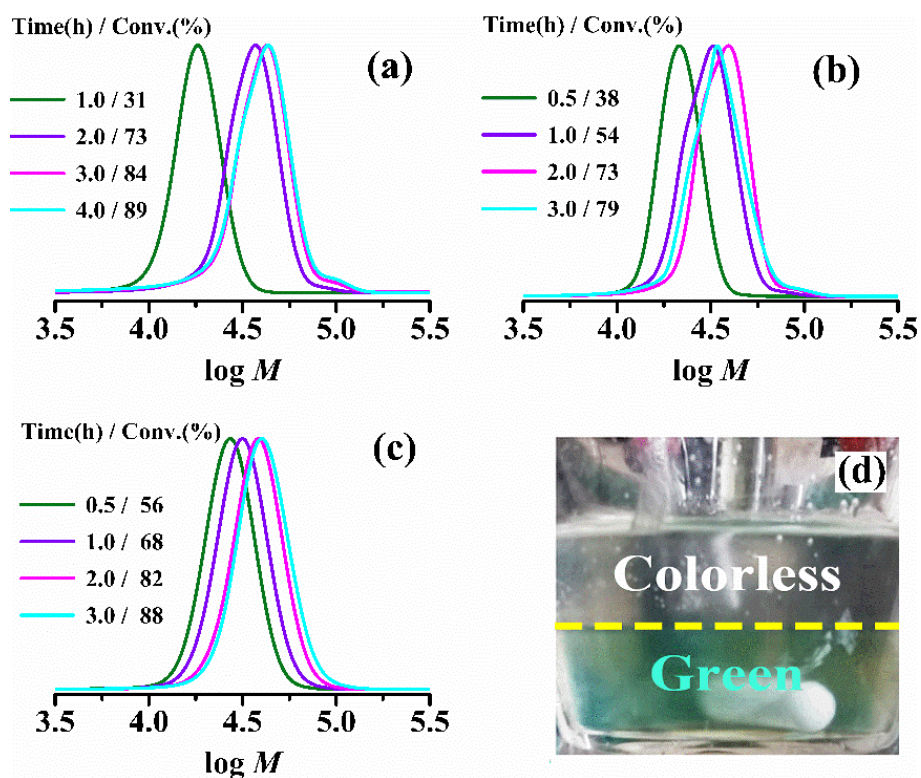 Time(h) / Conv.(%)
(a)
1.0 / 31
2.0 / 73
3.0 / 84
4.0 / 89
3.5 4.0 4.5 5.0 5.5
log M
Time(h) / Conv.(%)
(b)
0.5 / 38
1.0 / 54
2.0 / 73
3.0 / 79
3.5 4.0 4.5 5.0 5.5
log M
Time(h) / Conv.(%)
(c)
0.5 / 56
1.0 / 68
2.0 / 82
3.0 / 88
3.5 4.0 4.5 5.0 5.5
log M
(d)
Colorless
Green